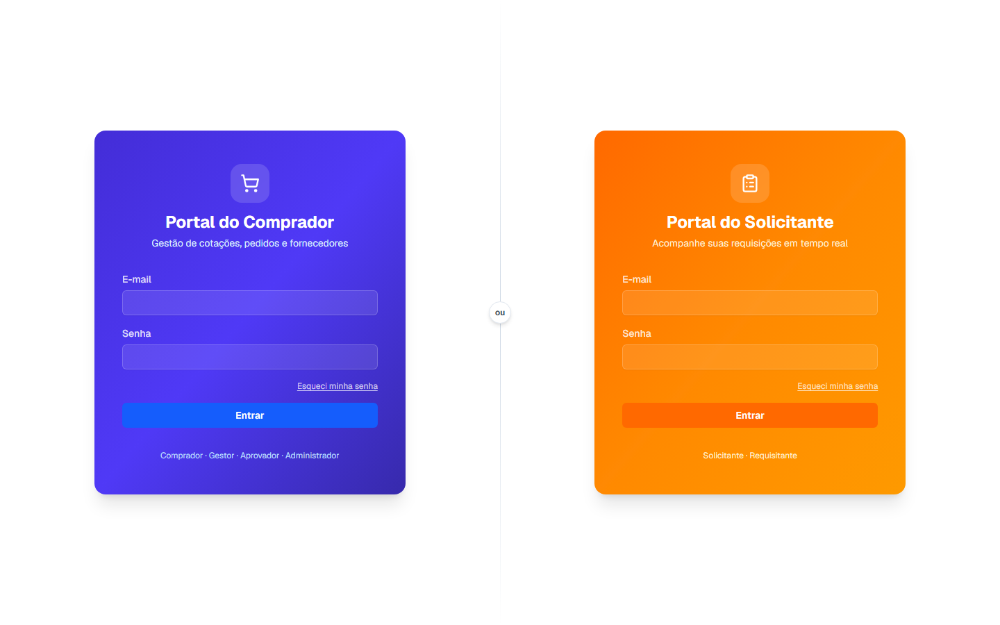 Portal do Comprador
Gestão de cotações, pedidos e fornecedores
E-mail
Senha
Esqueci minha senha
Entrar
Comprador · Gestor · Aprovador · Administrador
ou
Portal do Solicitante
Acompanhe suas requisições em tempo real
E-mail
Senha
Esqueci minha senha
Entrar
Solicitante · Requisitante